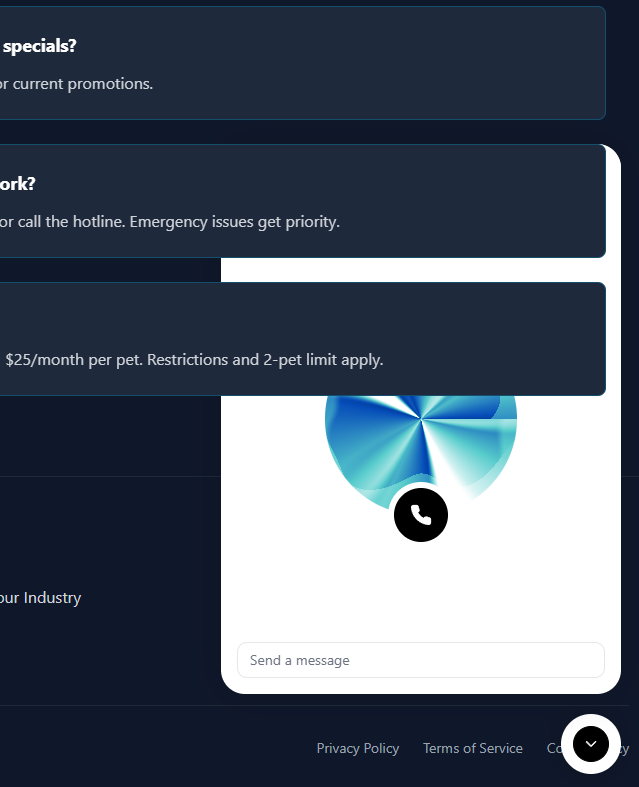 specials?
or current promotions.
ork?
or call the hotline. Emergency issues get priority.
$25/month per pet. Restrictions and 2-pet limit apply.
our Industry
Send a message
Privacy Policy
Terms of Service
Co
cy